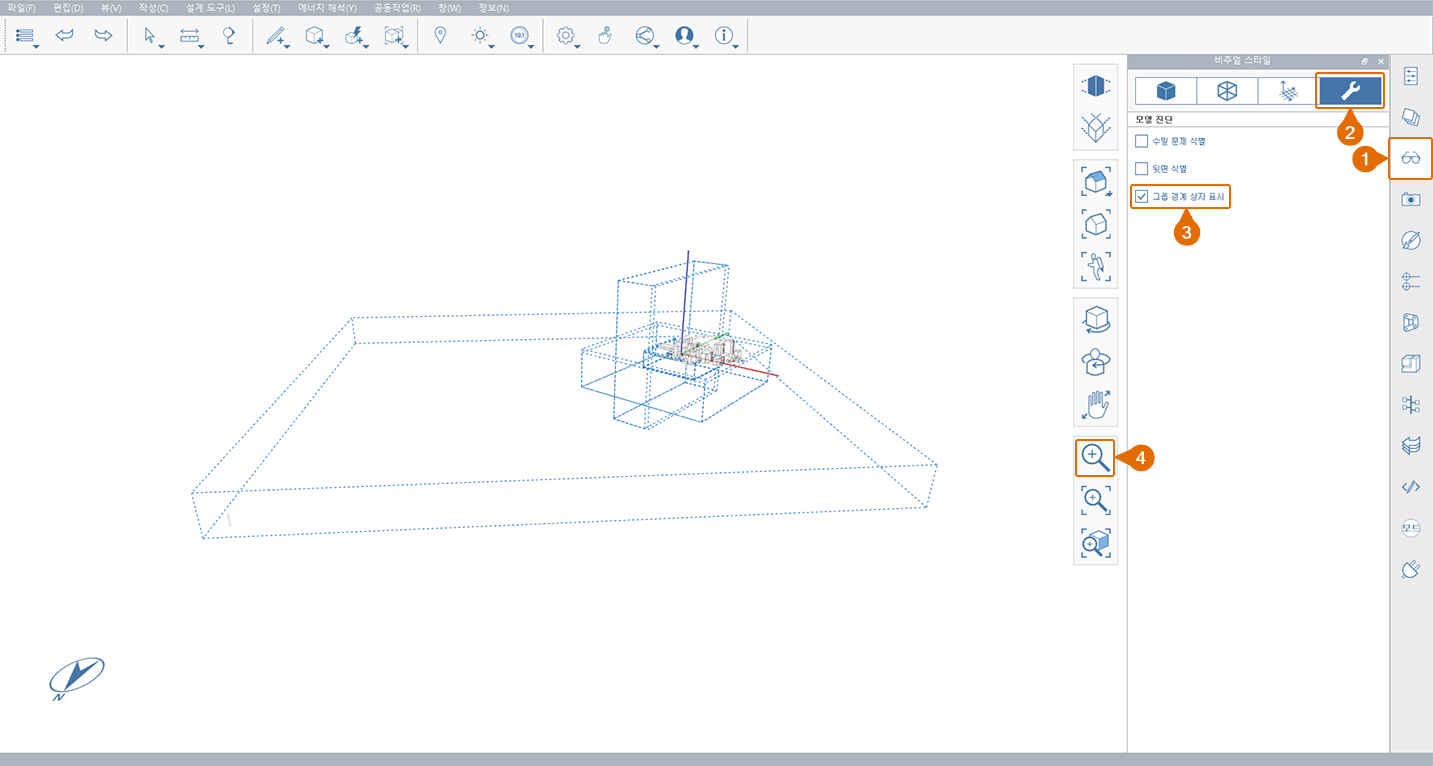 파일(F) 편집(D) 뷰(V) 작성(C) 설계 도구(L) 설정(T) 에너지 해석(Y) 공동작업(R) 창(W) 정보(N)
191
비주얼 스타일
모델 진단
2
수밀 문제 식별
1
뒷면 식별
그룹 경계 상자 표시
3
4
모드
N